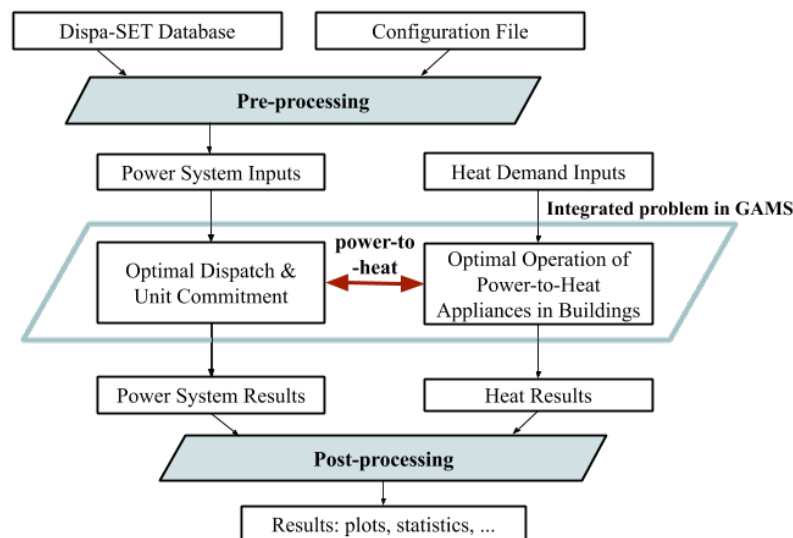 Dispa-SET Database
Configuration File
Pre-processing
Power System Inputs
Heat Demand Inputs
Integrated problem in GAMS
power-to
-heat
Optimal Dispatch &
Unit Commitment
Optimal Operation of
Power-to-Heat
Appliances in Buildings
Power System Results
Heat Results
Post-processing
Results: plots, statistics, ...